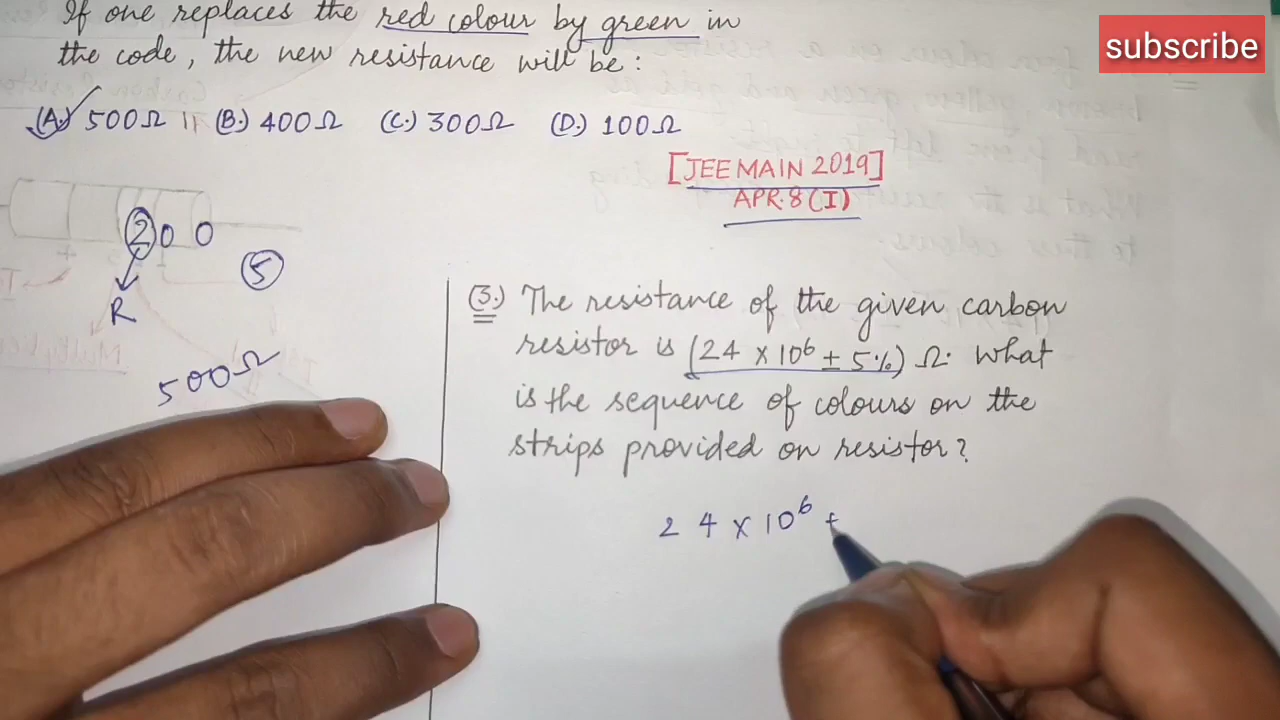 If one replaces the red colour by green in
the code, the new resistance will be:
subscribe
(A.) 500Ω (B.) 400Ω (C.) 300Ω (D.) 100Ω
[JEE MAIN 2019]
APR. 8 (I)
2 0 0
5
R
500Ω
(3.) The resistance of the given carbon
resistor is (24 × 10⁶ ± 5%) Ω. What
is the sequence of colours on the
strips provided on resistor?
2 4 × 10⁶ ±